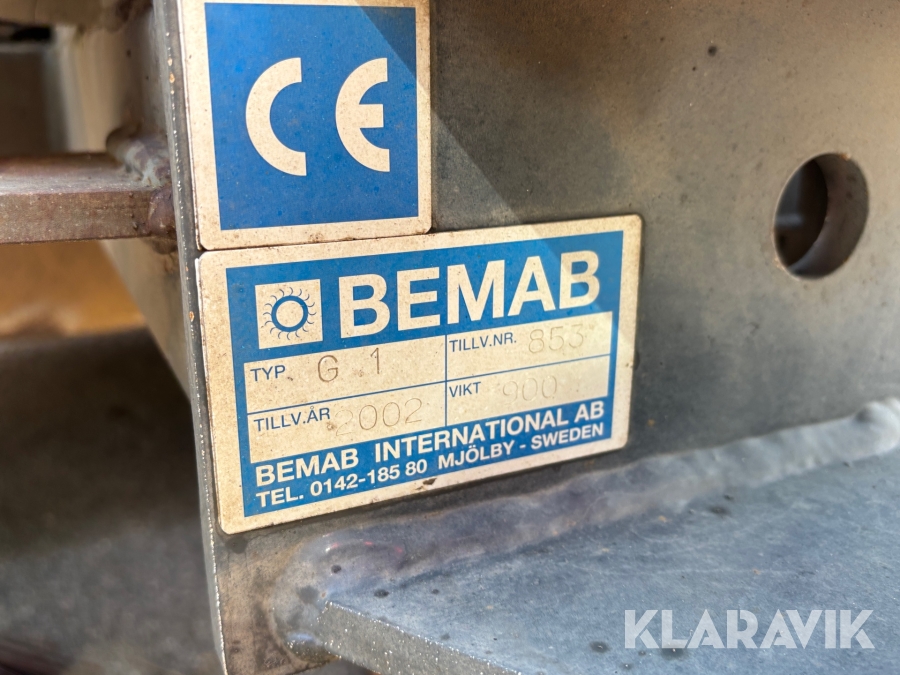 CE
BEMAB
TYP G 1 TILLV.NR. 853
TILLV.ÅR 2002 VIKT 900
BEMAB INTERNATIONAL AB
TEL. 0142-185 80 MJÖLBY - SWEDEN
KLARAVIK